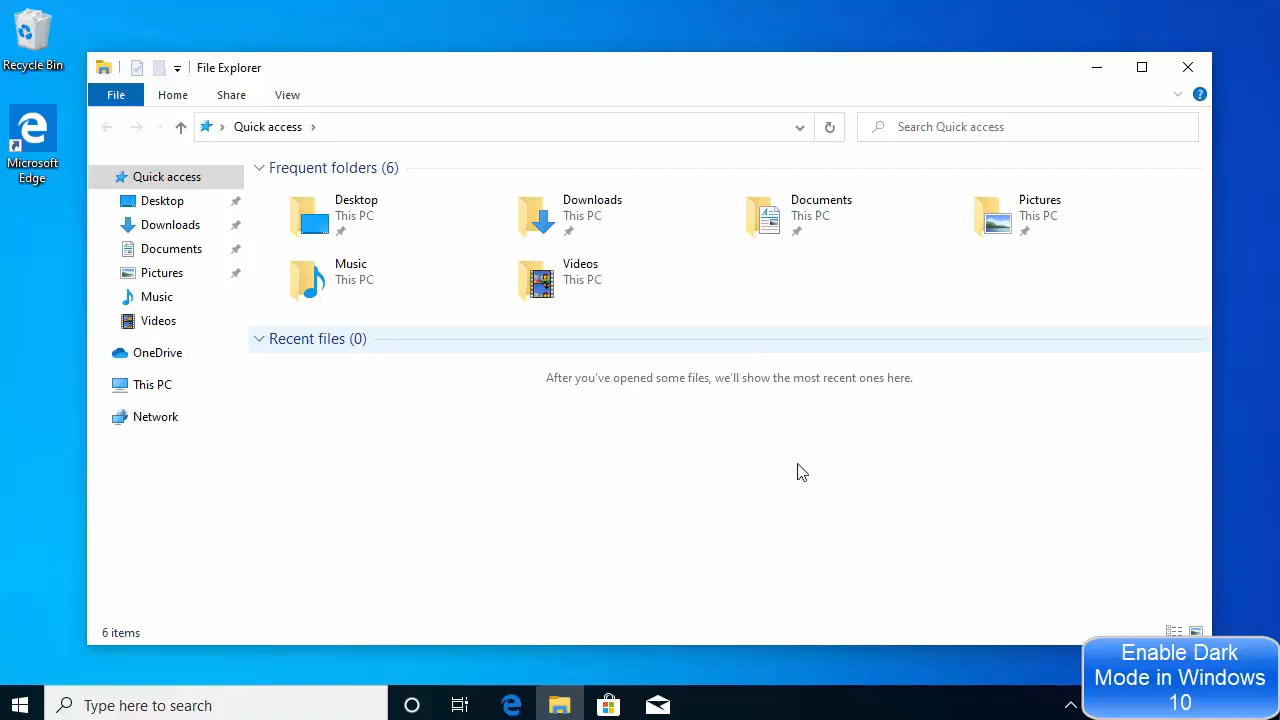 Recycle Bin
Microsoft
Edge
File Explorer
File
Home
Share
View
Quick access
Search Quick access
Quick access
Desktop
Downloads
Documents
Pictures
Music
Videos
OneDrive
This PC
Network
Frequent folders (6)
Desktop
This PC
Downloads
This PC
Documents
This PC
Pictures
This PC
Music
This PC
Videos
This PC
Recent files (0)
After you've opened some files, we'll show the most recent ones here.
6 items
Type here to search
Enable Dark
Mode in Windows
10